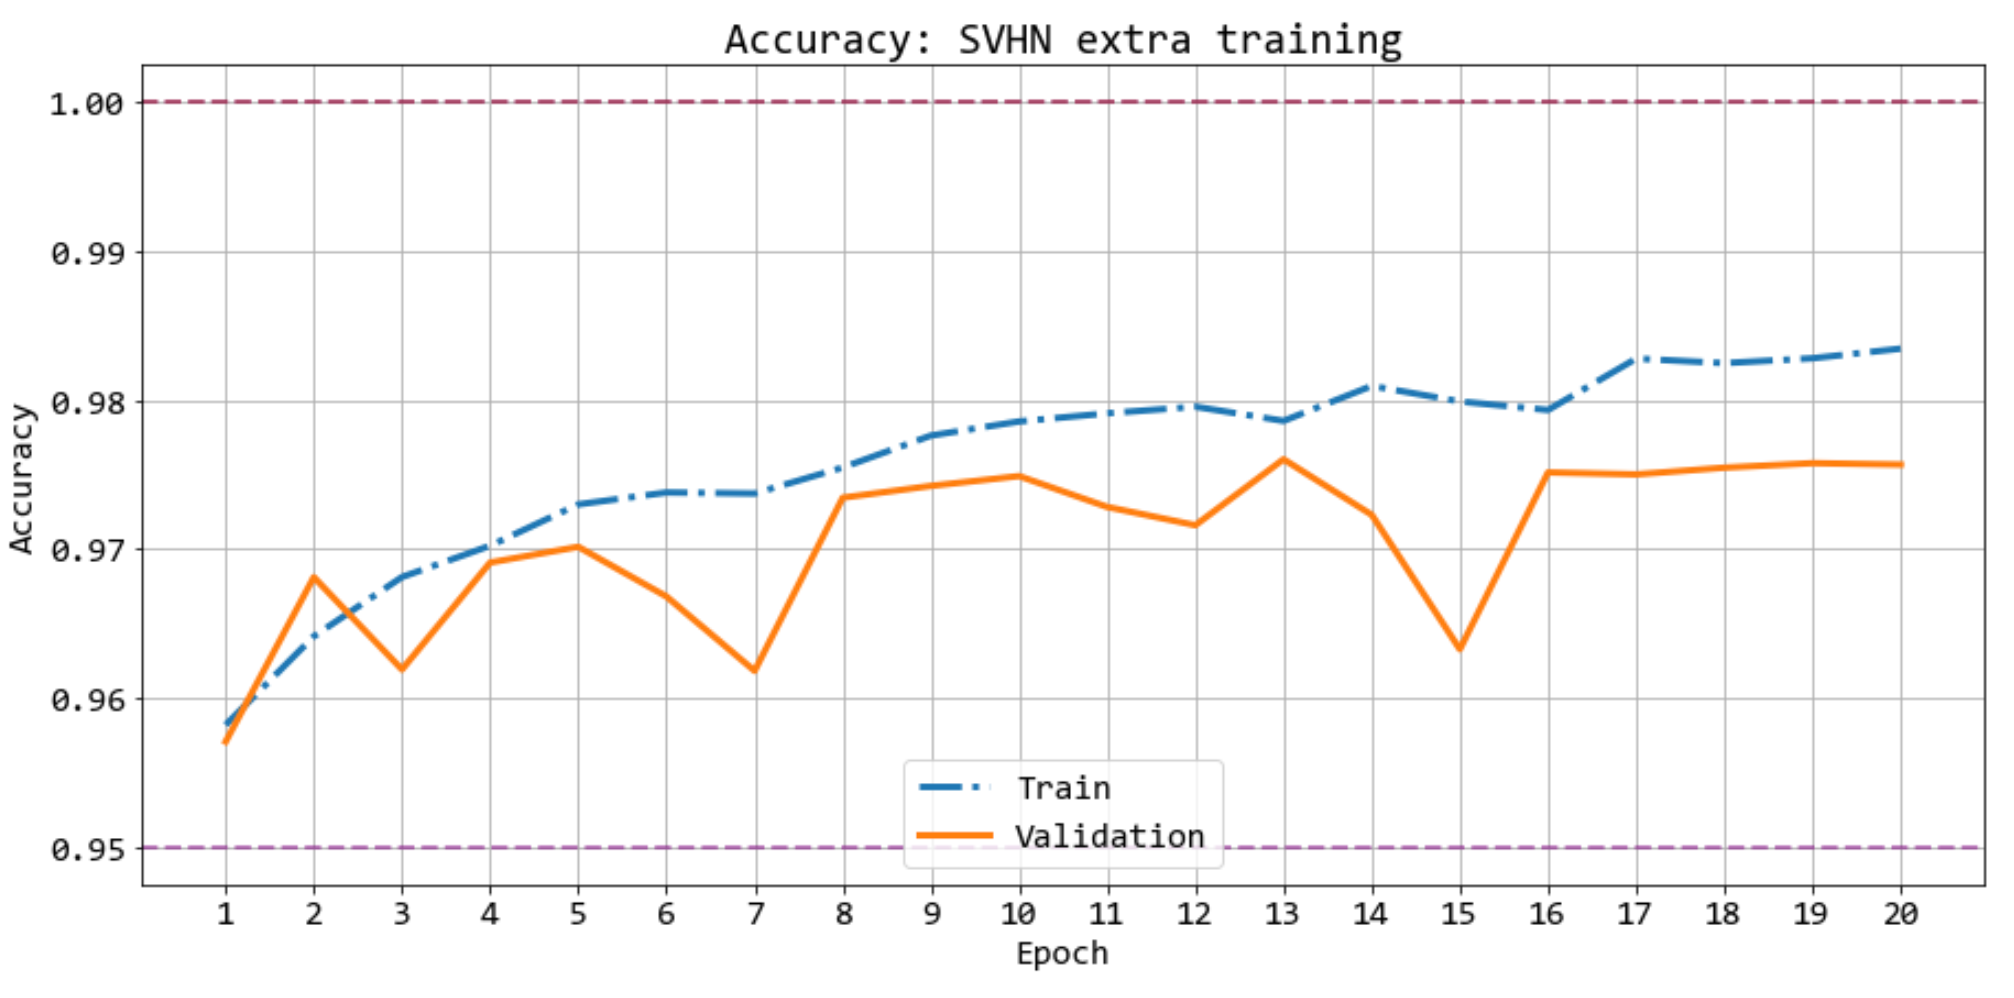 Accuracy: SVHN extra training
1.00
0.99
0.98
0.97
0.96
0.95
Accuracy
Train
Validation
1 2 3 4 5 6 7 8 9 10 11 12 13 14 15 16 17 18 19 20
Epoch